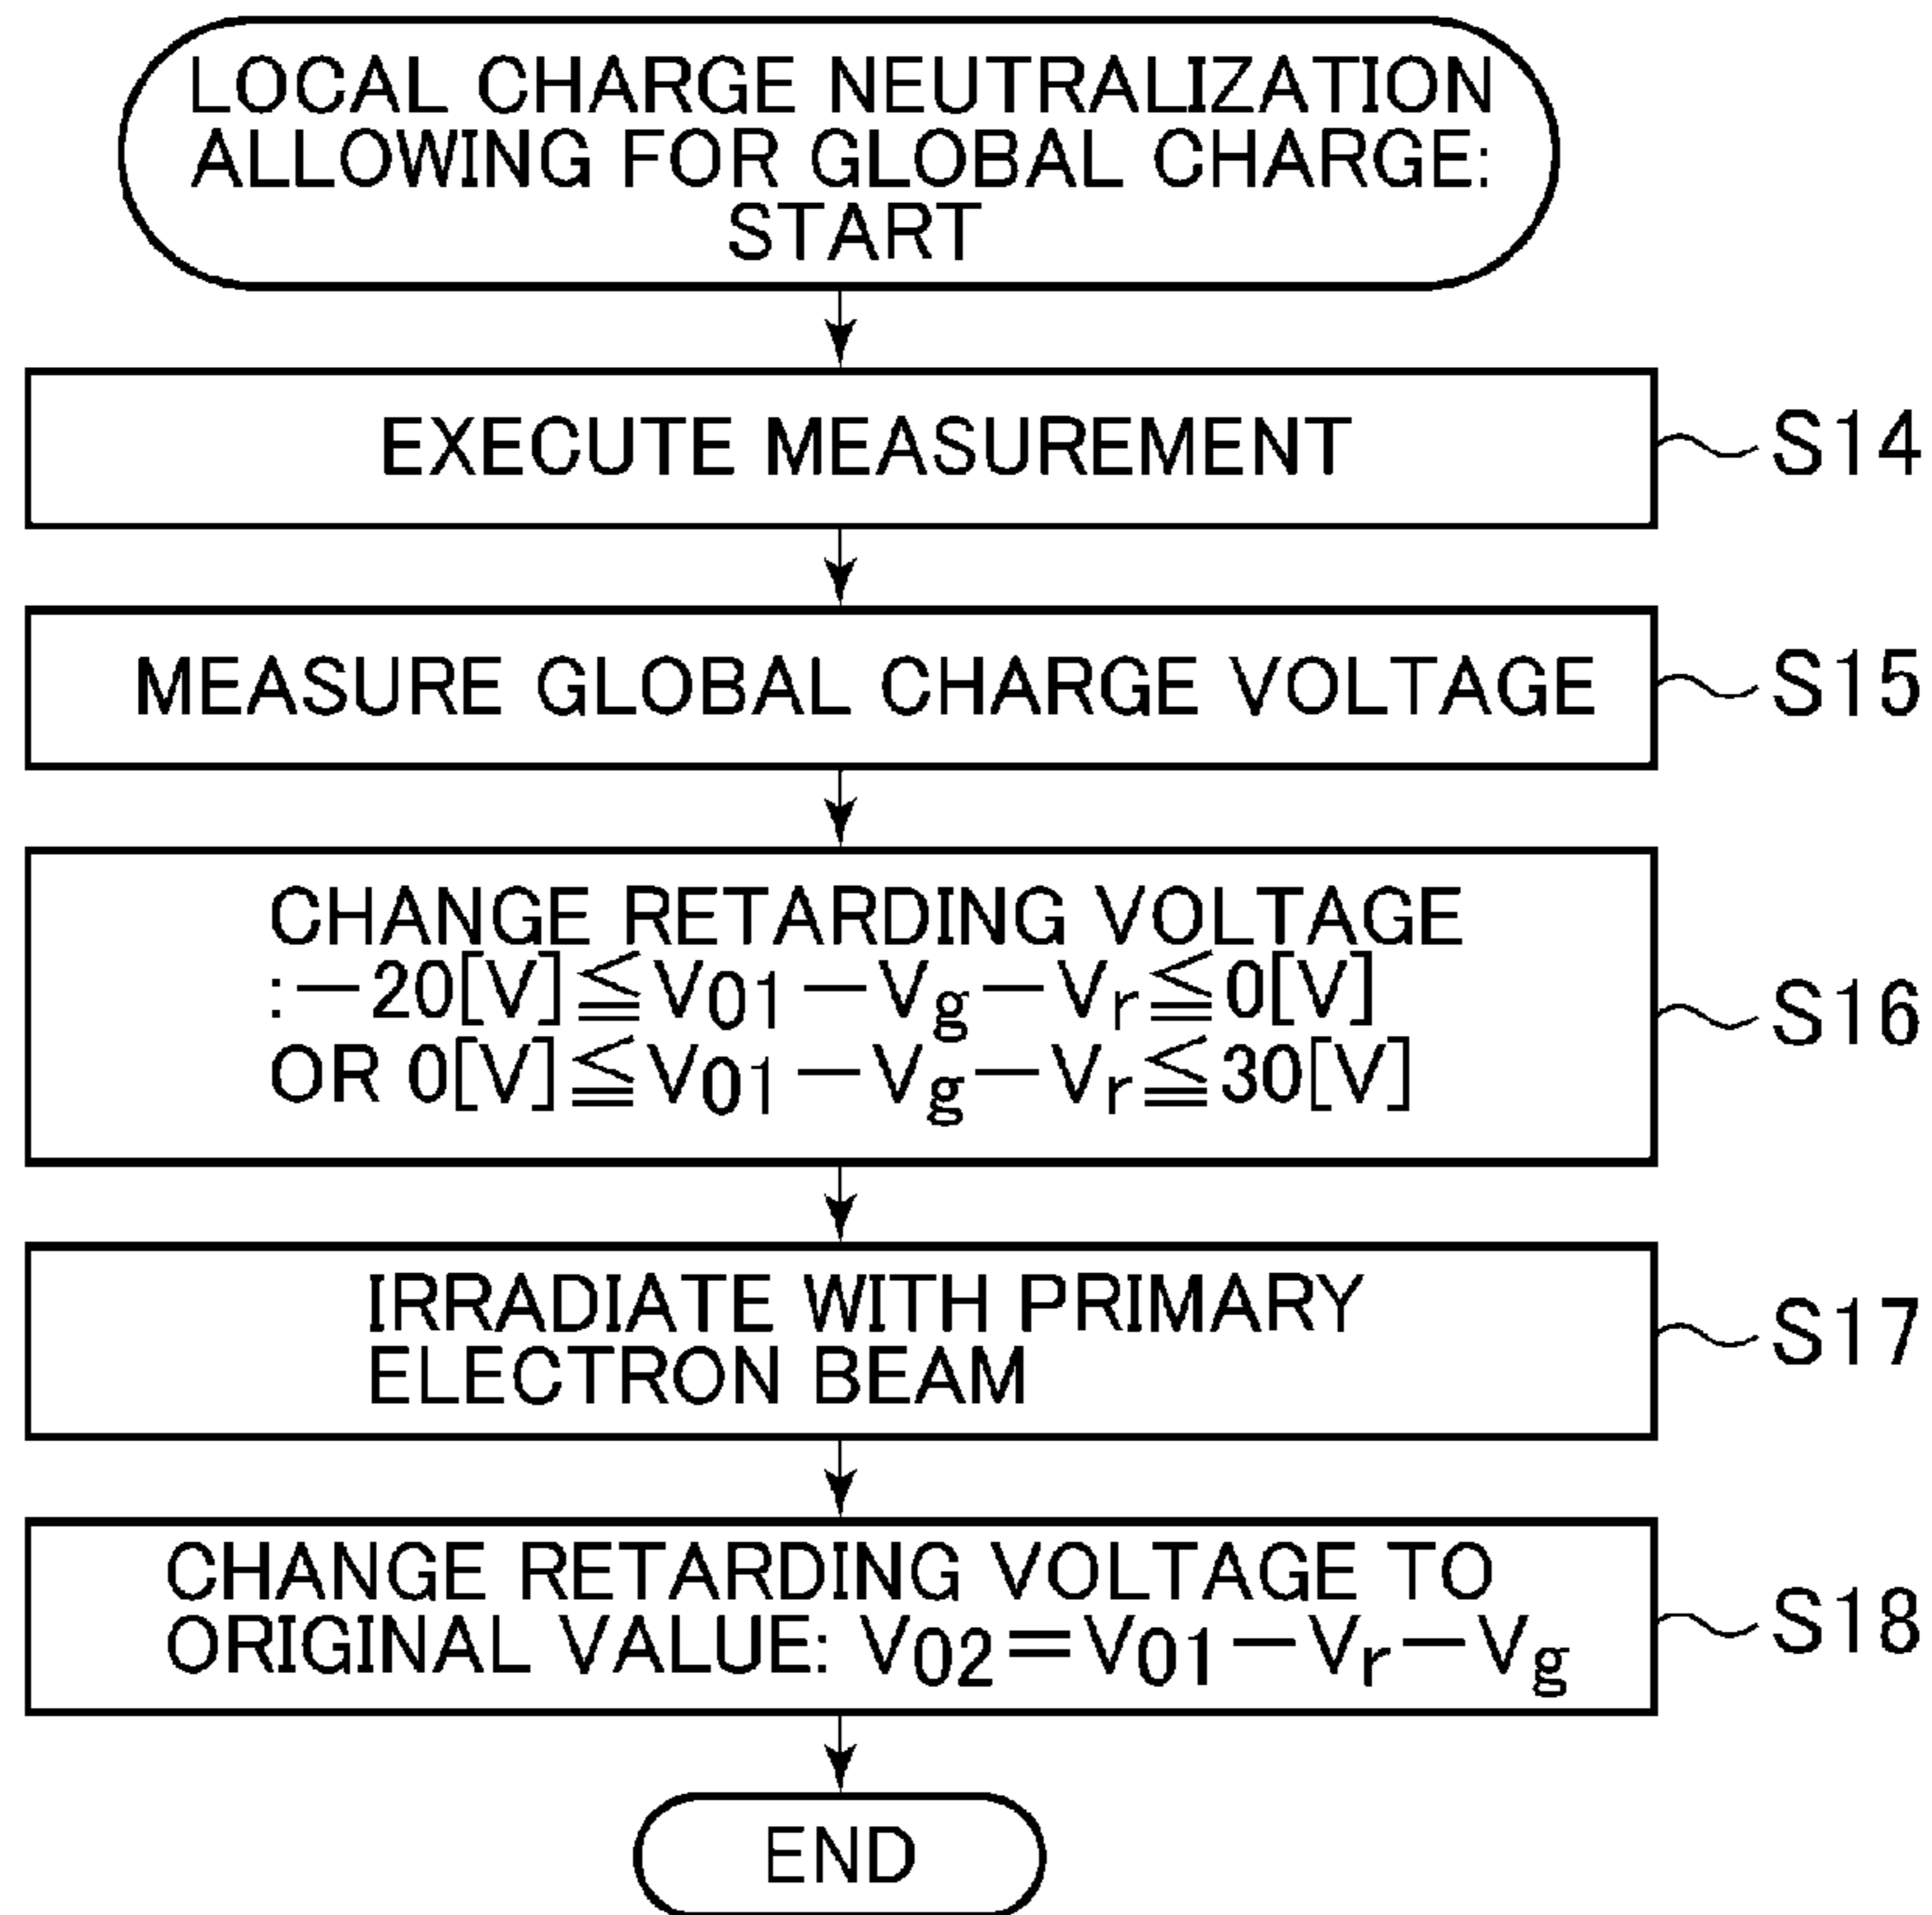 LOCAL CHARGE NEUTRALIZATION
ALLOWING FOR GLOBAL CHARGE:
START
EXECUTE MEASUREMENT
S14
MEASURE GLOBAL CHARGE VOLTAGE
S15
CHANGE RETARDING VOLTAGE
:−20[V]≦V01−Vg−Vr≦0[V]
OR 0[V]≦V01−Vg−Vr≦30[V]
S16
IRRADIATE WITH PRIMARY
ELECTRON BEAM
S17
CHANGE RETARDING VOLTAGE TO
ORIGINAL VALUE: V02=V01−Vr−Vg
S18
END